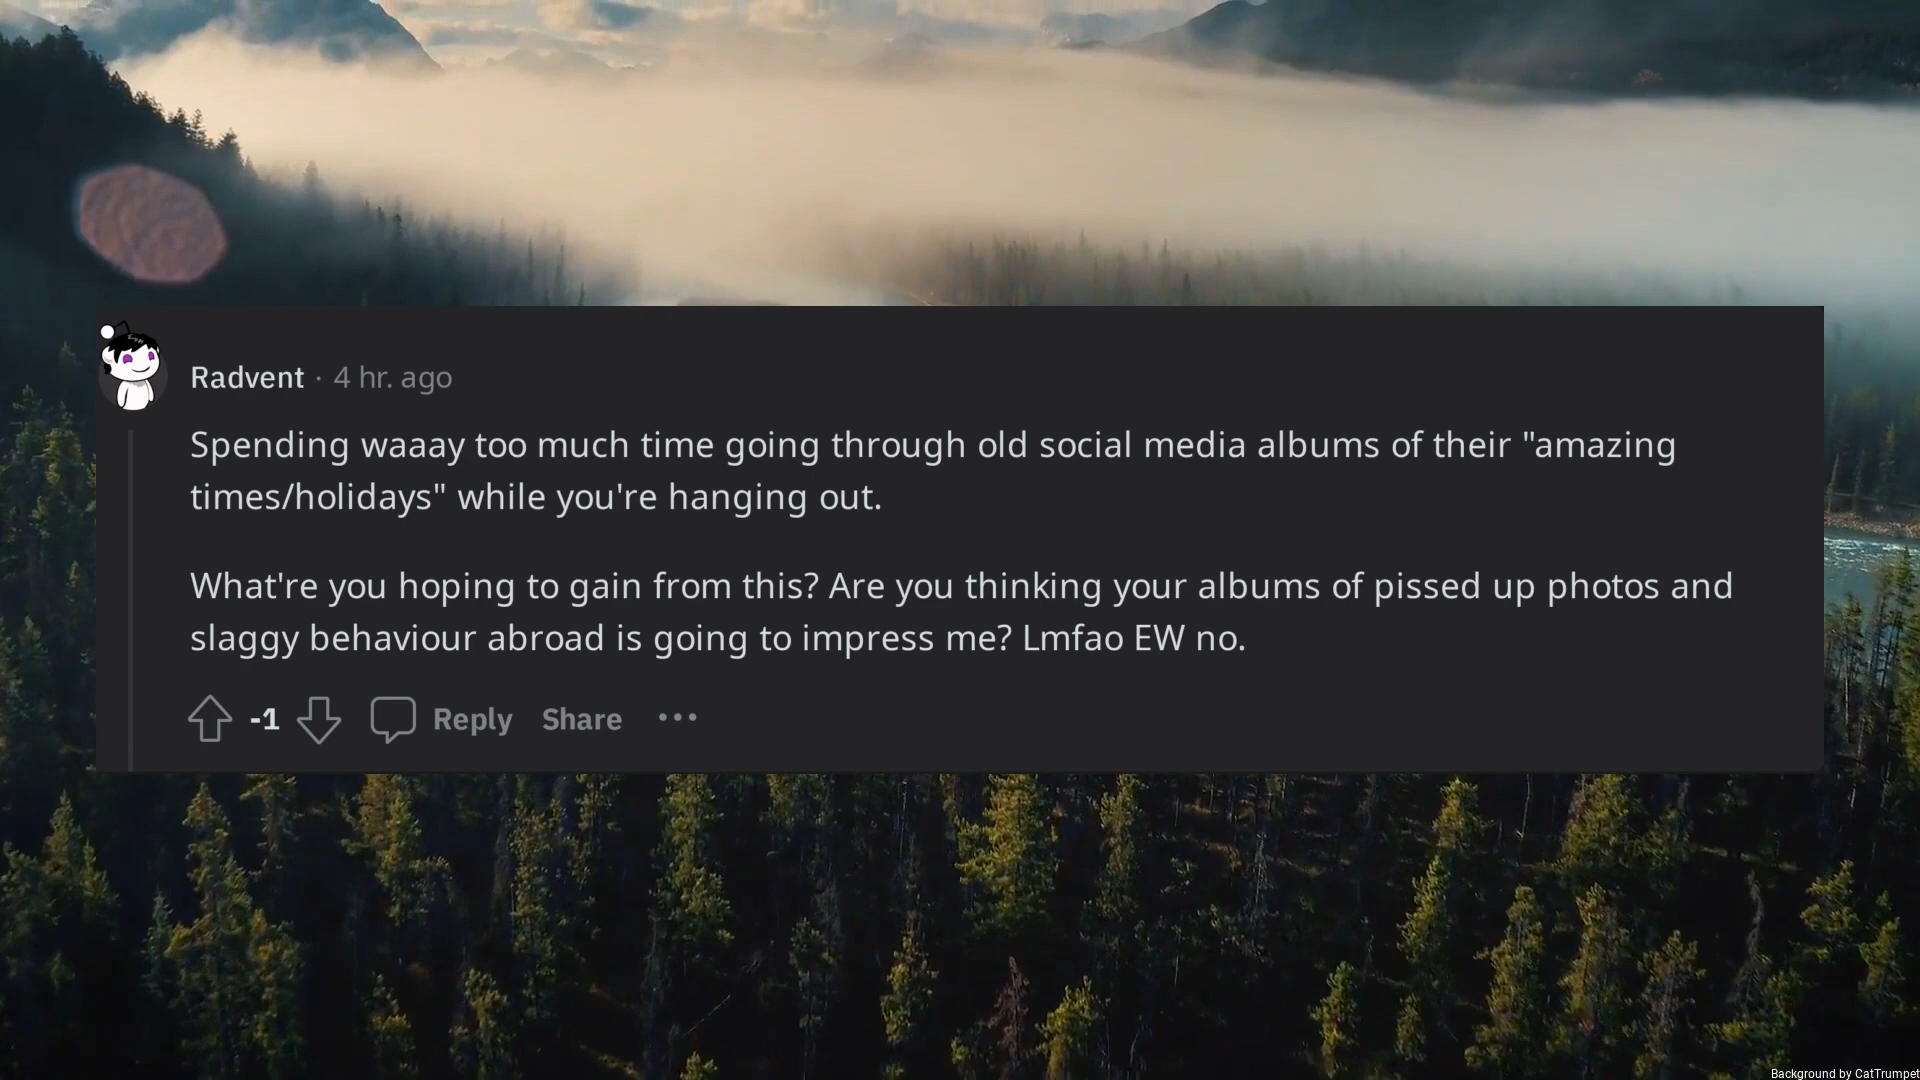 Radvent · 4 hr. ago
Spending waaay too much time going through old social media albums of their "amazing
times/holidays" while you're hanging out.
What're you hoping to gain from this? Are you thinking your albums of pissed up photos and
slaggy behaviour abroad is going to impress me? Lmfao EW no.
-1 Reply Share ...
Background by CatTrumpet